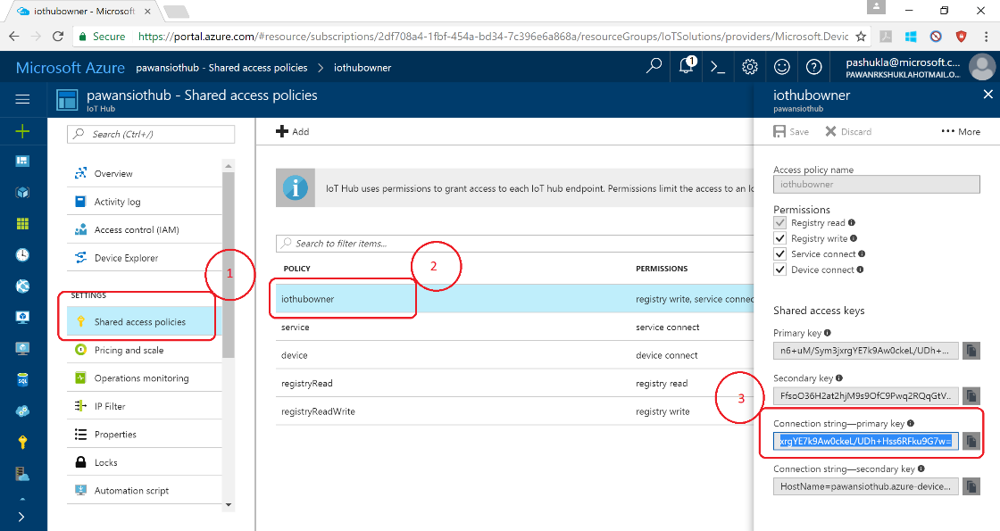 iothubowner - Microsoft
Secure https://portal.azure.com/#resource/subscriptions/2df708a4-1fbf-454a-bd34-7c396e6a868a/resourceGroups/IoTSolutions/providers/Microsoft.Devic
Microsoft Azure pawansiothub - Shared access policies > iothubowner
1
pashukla@microsoft.c...
PAWANRKSHUKLAHOTMAIL.O...
pawansiothub - Shared access policies
IoT Hub
Search (Ctrl+/)
Overview
Activity log
Access control (IAM)
Device Explorer
1
SETTINGS
Shared access policies
Pricing and scale
Operations monitoring
IP Filter
Properties
Locks
Automation script
Add
IoT Hub uses permissions to grant access to each IoT hub endpoint. Permissions limit the access to an Io
Search to filter items...
2
POLICY PERMISSIONS
iothubowner registry write, service connec
service service connect
device device connect
registryRead registry read
registryReadWrite registry write
3
iothubowner
pawansiothub
Save Discard ... More
Access policy name
iothubowner
Permissions
Registry read
Registry write
Service connect
Device connect
Shared access keys
Primary key
n6+uM/Sym3jxrgYE7k9Aw0ckeL/UDh+...
Secondary key
FfsoO36H2at2hjM9s9OfC9Pwq2RQqGtV...
Connection string—primary key
xrgYE7k9Aw0ckeL/UDh+Hss6RFku9G7w=
Connection string—secondary key
HostName=pawansiothub.azure-device...